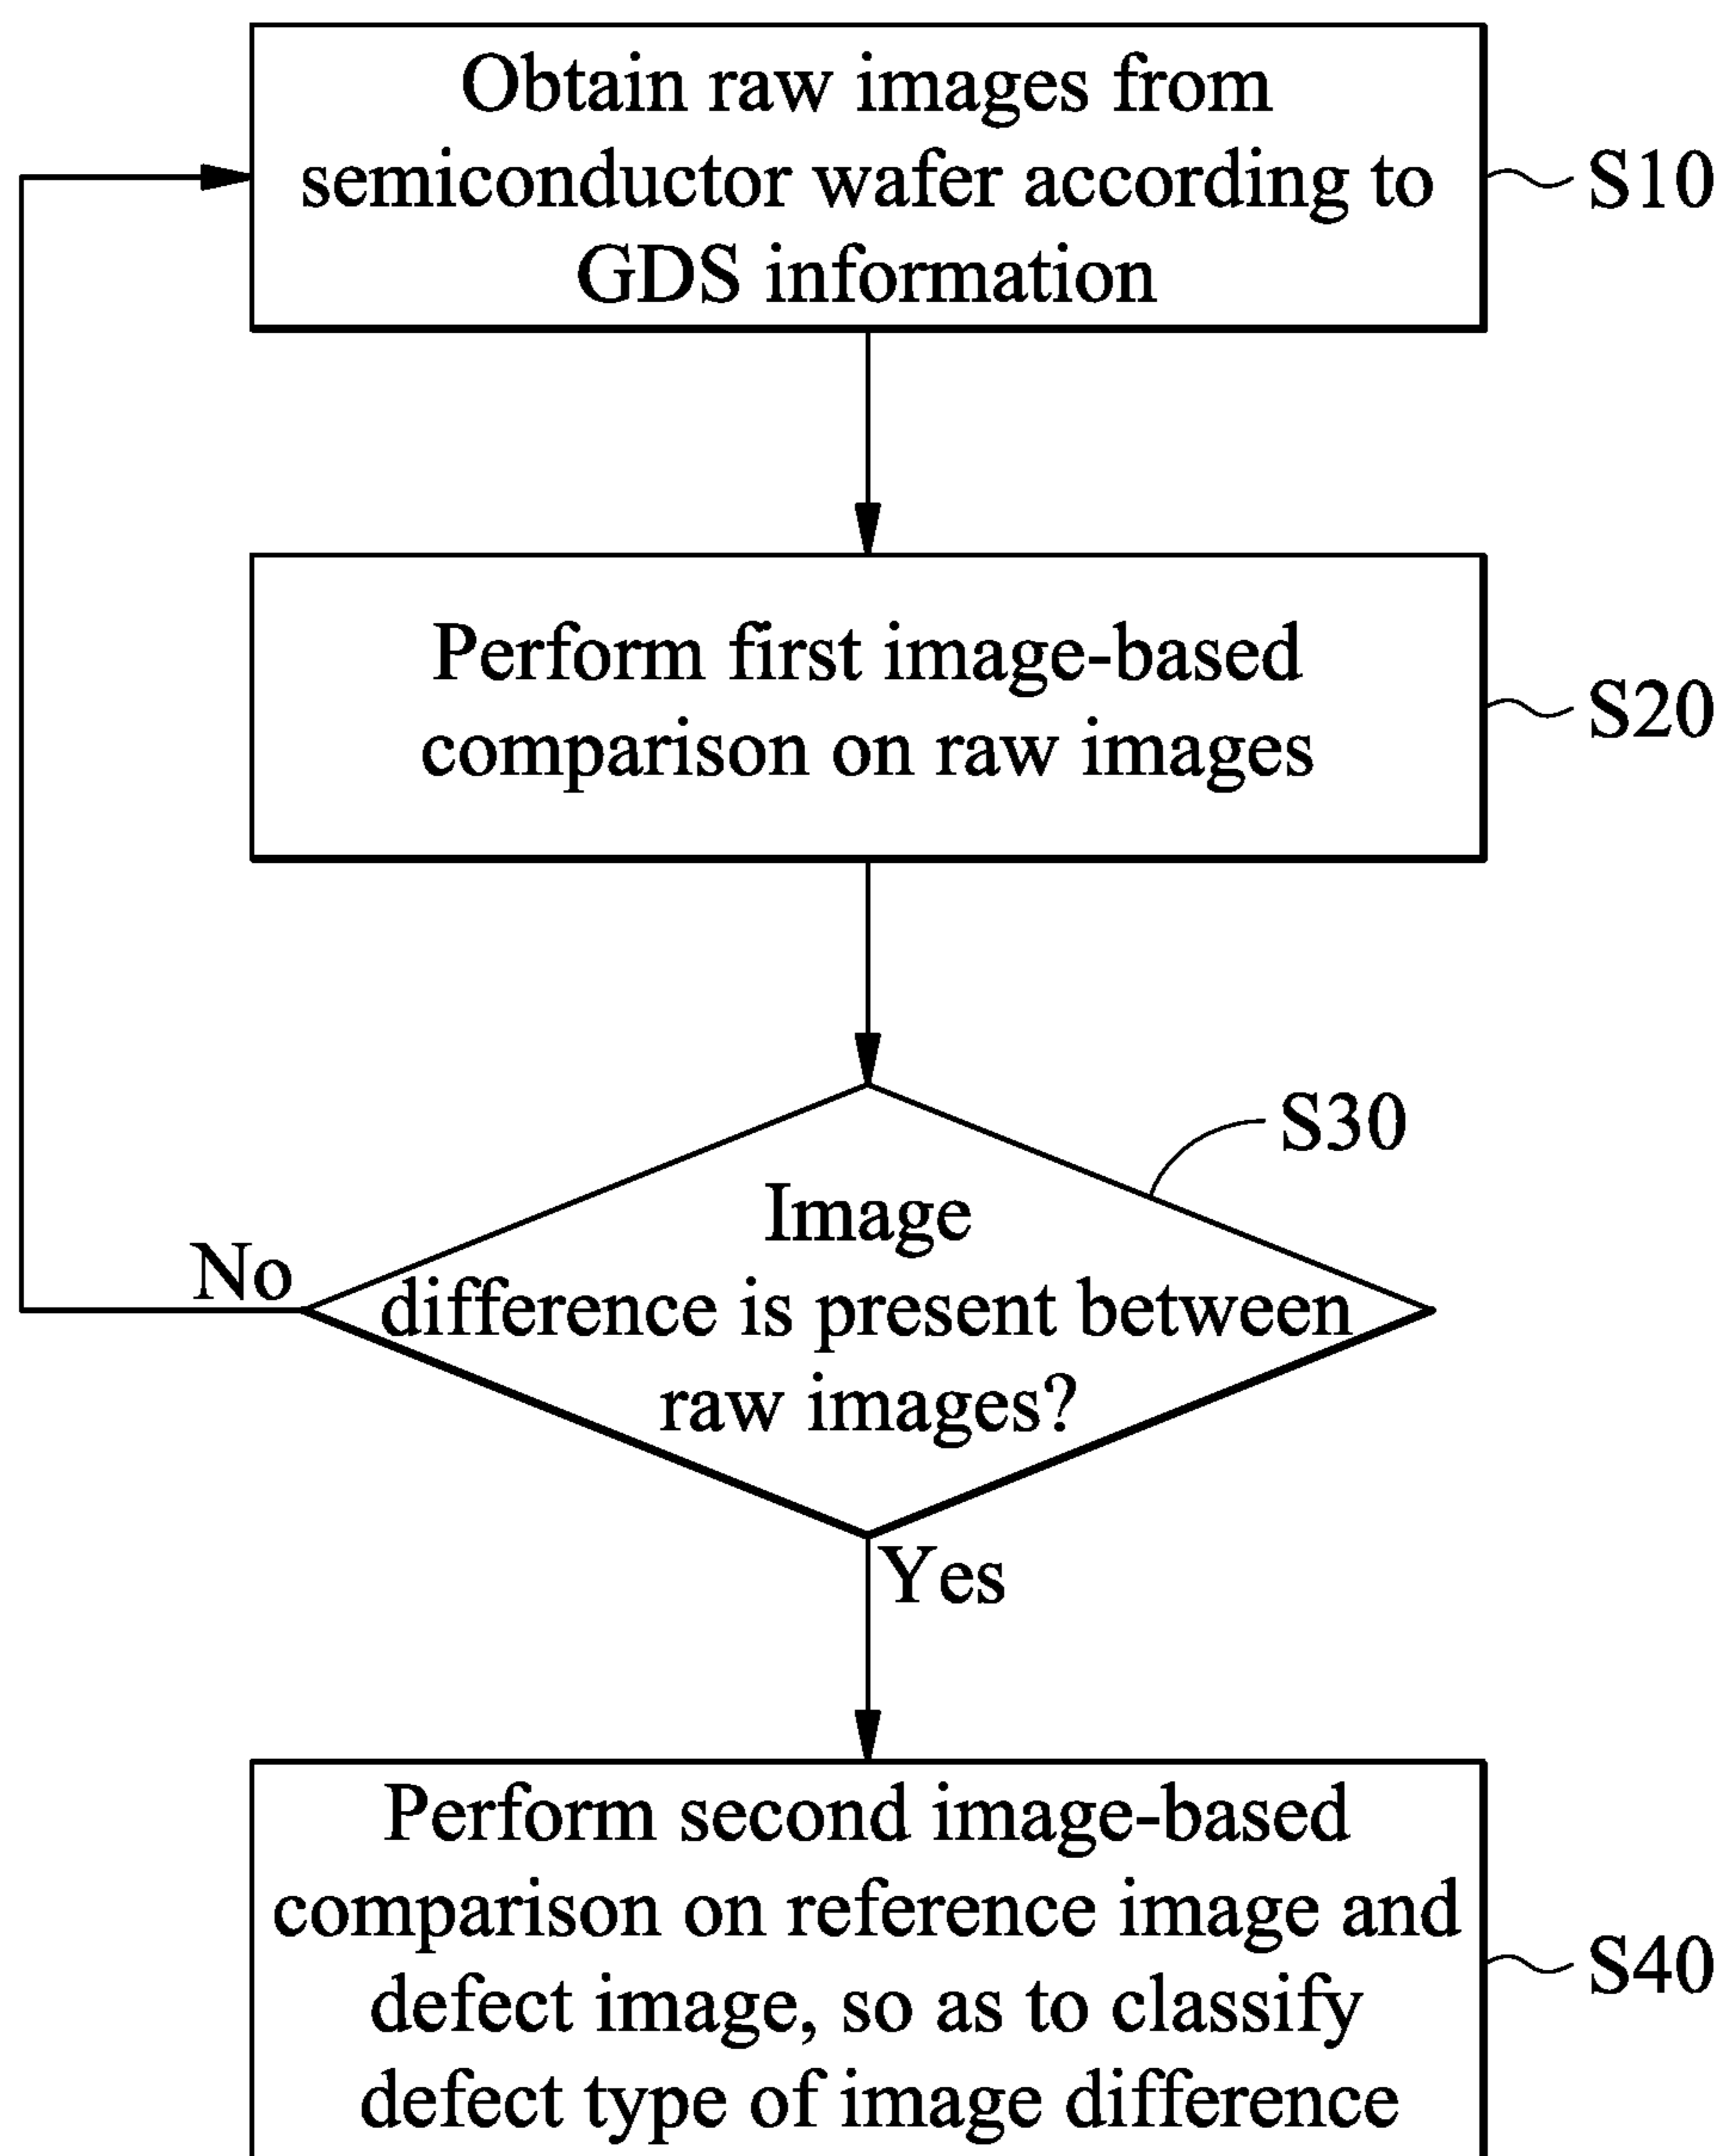 Obtain raw images from
semiconductor wafer according to
GDS information
S10
Perform first image-based
comparison on raw images
S20
S30
Image
difference is present between
raw images?
No
Yes
Perform second image-based
comparison on reference image and
defect image, so as to classify
defect type of image difference
S40